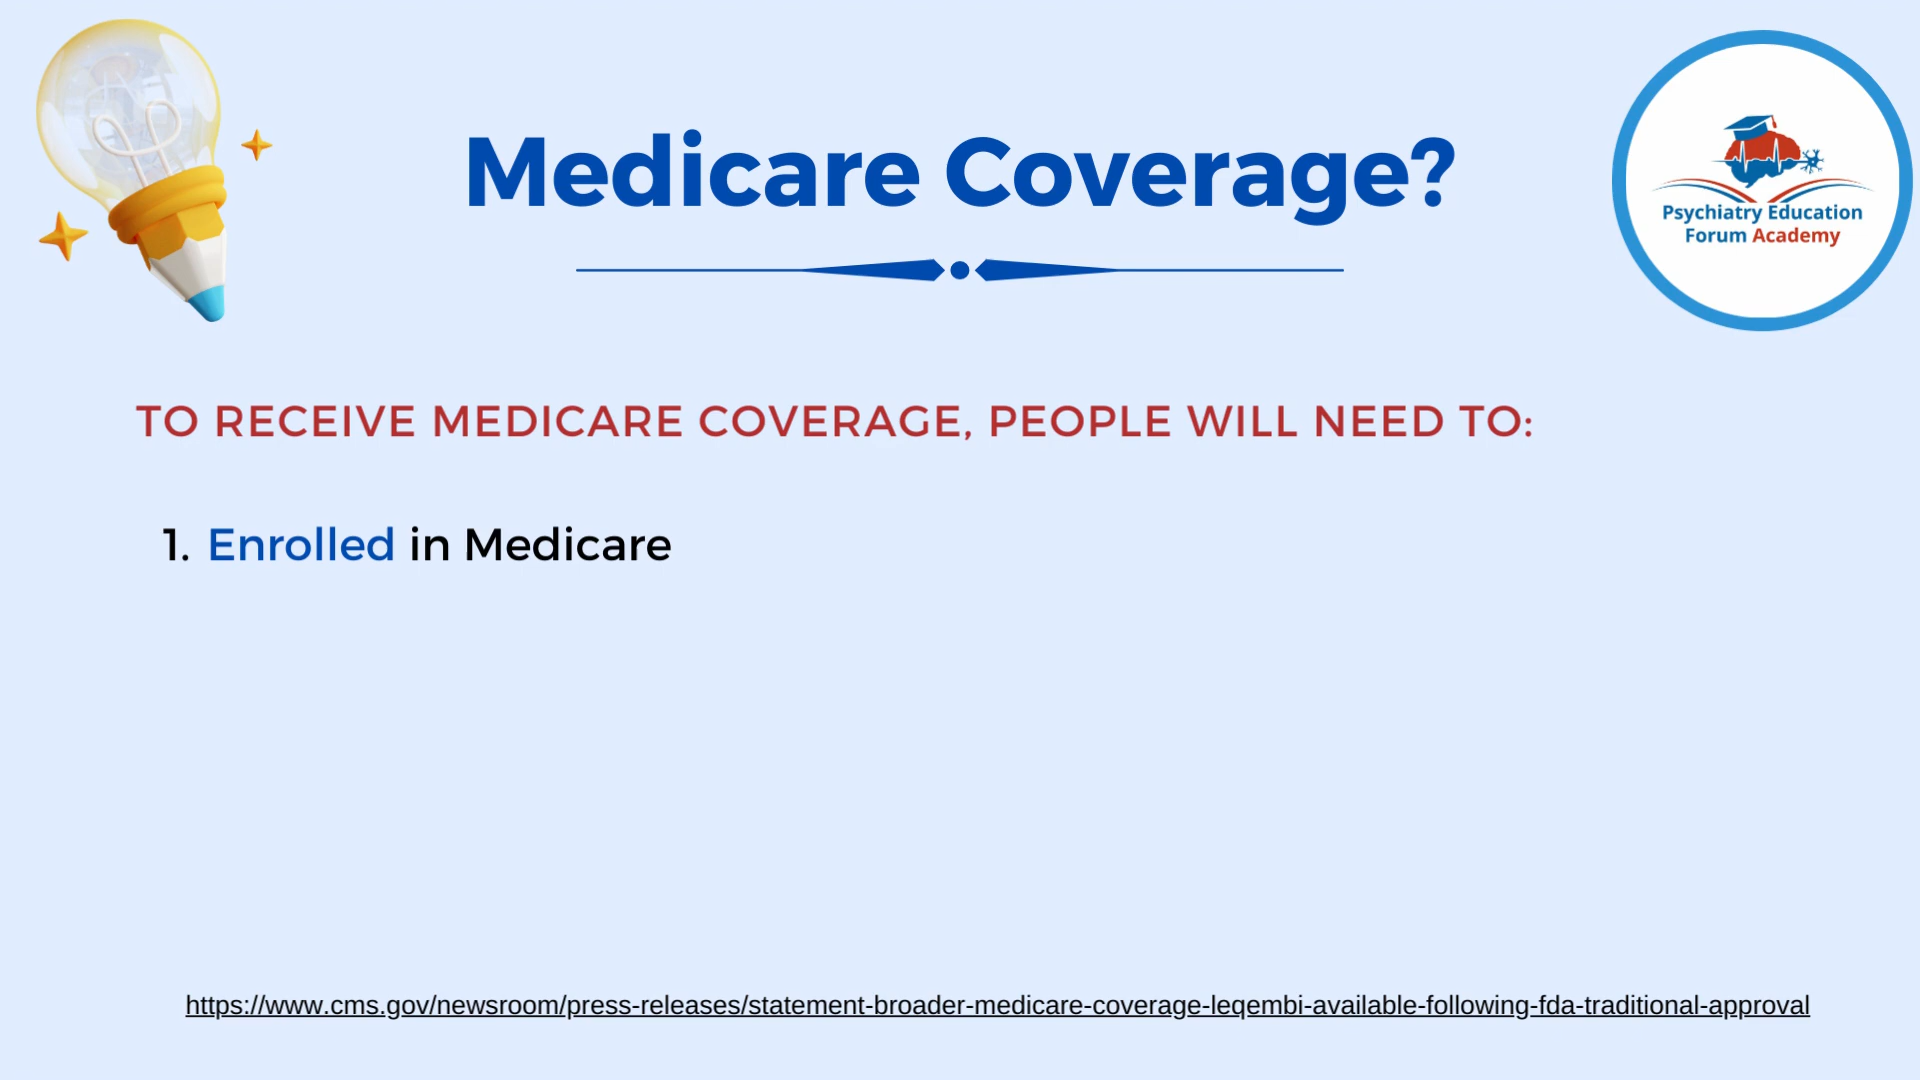 Medicare Coverage?
Psychiatry Education
Forum Academy
TO RECEIVE MEDICARE COVERAGE, PEOPLE WILL NEED TO:
1. Enrolled in Medicare
https://www.cms.gov/newsroom/press-releases/statement-broader-medicare-coverage-leqembi-available-following-fda-traditional-approval